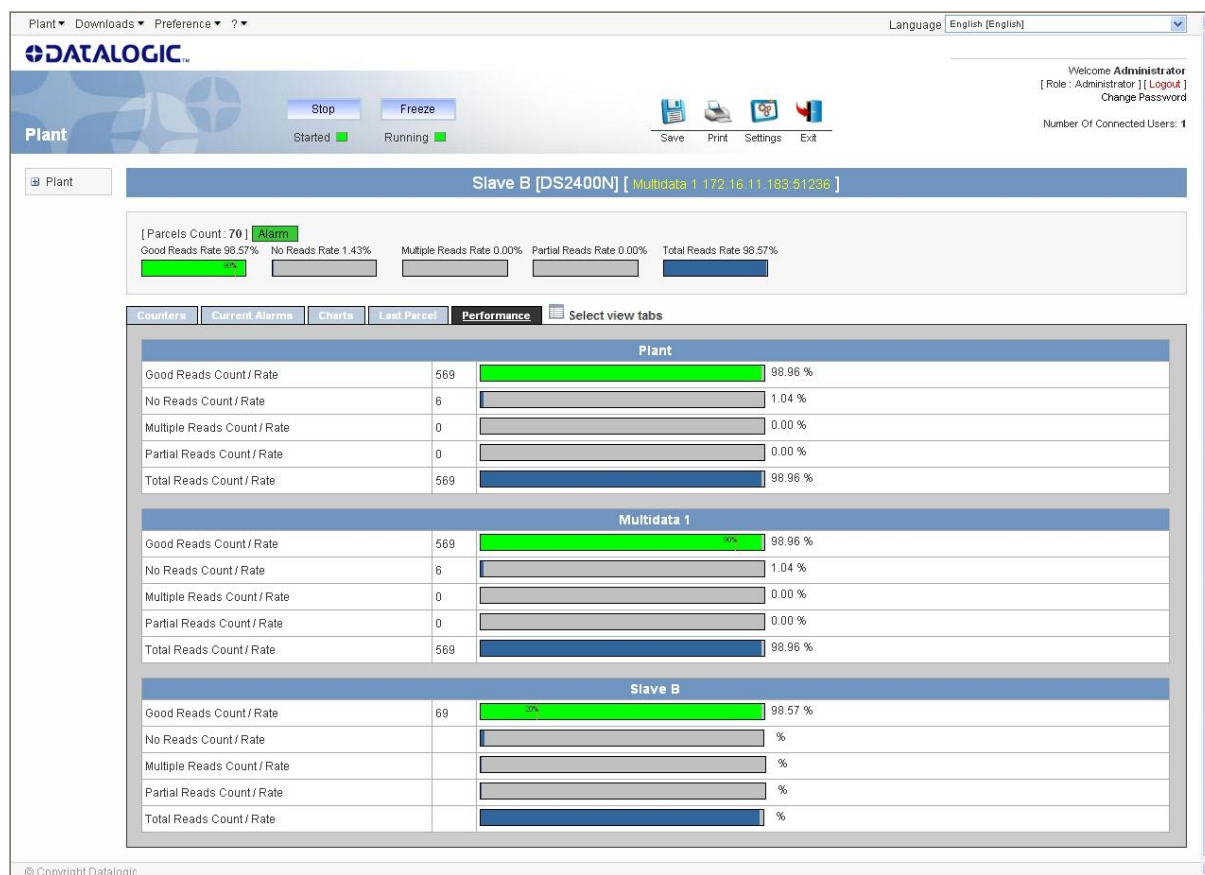 Plant Downloads Preference ? Language English [English]
DATALOGIC™
Welcome Administrator
[ Role : Administrator ] [ Logout ]
Change Password
Number Of Connected Users: 1
Plant
Stop Freeze
Started Running
Save Print Settings Exit
Plant
Slave B [DS2400N] [ Multidata 1 172.16.11.183:51236 ]
[ Parcels Count : 70 ] Alarm
Good Reads Rate 98.57% No Reads Rate 1.43% Multiple Reads Rate 0.00% Partial Reads Rate 0.00% Total Reads Rate 98.57%
90%
Counters Current Alarms Charts Last Parcel Performance Select view tabs
Plant
Good Reads Count / Rate 569 98.96 %
No Reads Count / Rate 6 1.04 %
Multiple Reads Count / Rate 0 0.00 %
Partial Reads Count / Rate 0 0.00 %
Total Reads Count / Rate 569 98.96 %
Multidata 1
Good Reads Count / Rate 569 90% 98.96 %
No Reads Count / Rate 6 1.04 %
Multiple Reads Count / Rate 0 0.00 %
Partial Reads Count / Rate 0 0.00 %
Total Reads Count / Rate 569 98.96 %
Slave B
Good Reads Count / Rate 69 20% 98.57 %
No Reads Count / Rate %
Multiple Reads Count / Rate %
Partial Reads Count / Rate %
Total Reads Count / Rate %
© Copyright Datalogic